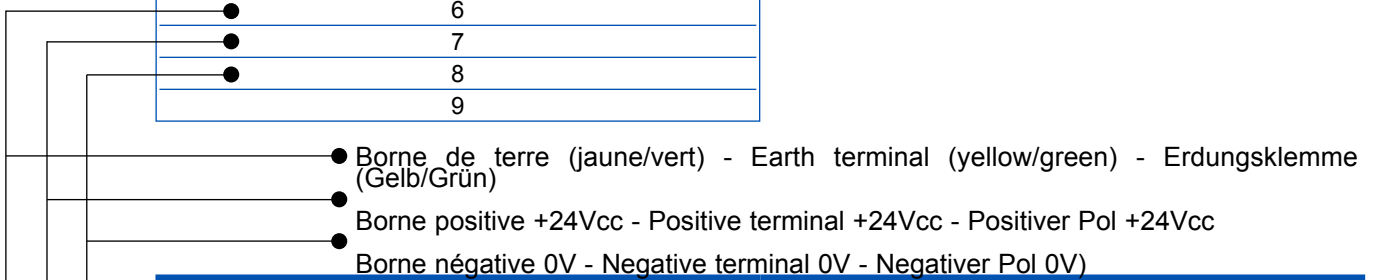 6
7
8
9
Borne de terre (jaune/vert) - Earth terminal (yellow/green) - Erdungsklemme
(Gelb/Grün)
Borne positive +24Vcc - Positive terminal +24Vcc - Positiver Pol +24Vcc
Borne négative 0V - Negative terminal 0V - Negativer Pol 0V)